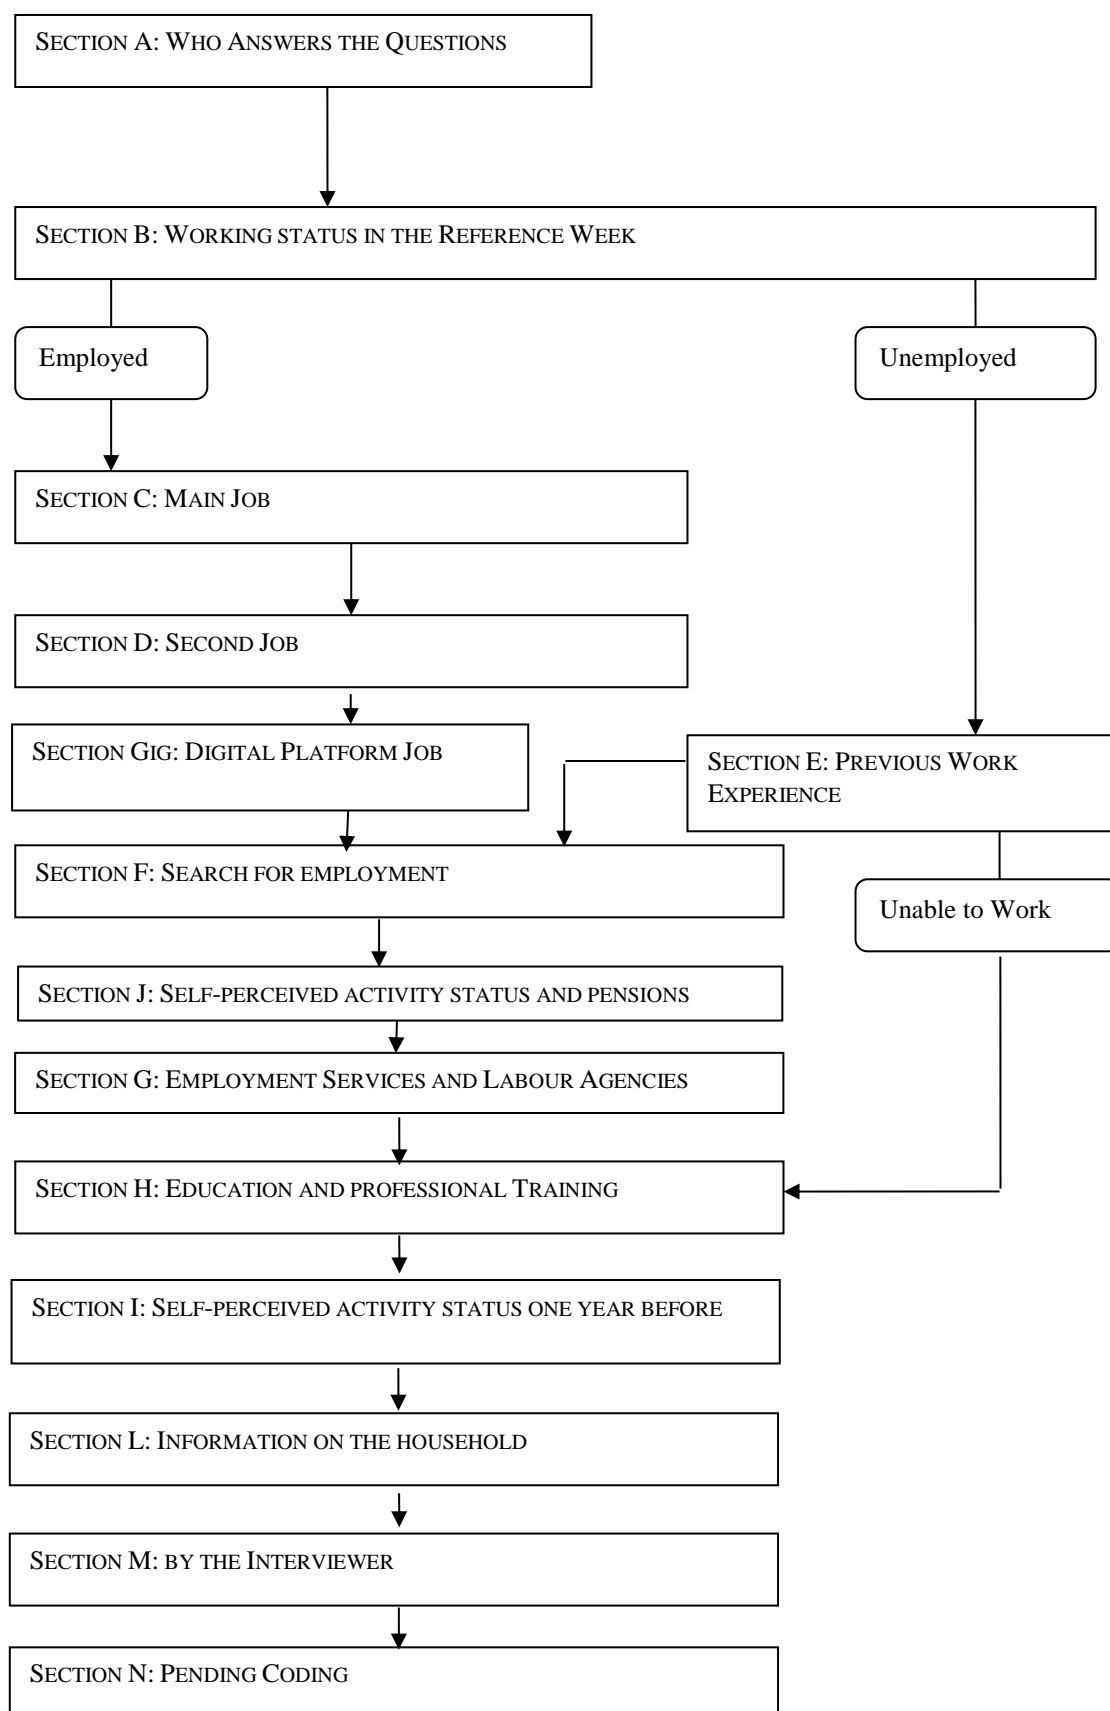 SECTION A: WHO ANSWERS THE QUESTIONS
SECTION B: WORKING STATUS IN THE REFERENCE WEEK
Employed
Unemployed
SECTION C: MAIN JOB
SECTION D: SECOND JOB
SECTION GIG: DIGITAL PLATFORM JOB
SECTION E: PREVIOUS WORK
EXPERIENCE
SECTION F: SEARCH FOR EMPLOYMENT
Unable to Work
SECTION J: SELF-PERCEIVED ACTIVITY STATUS AND PENSIONS
SECTION G: EMPLOYMENT SERVICES AND LABOUR AGENCIES
SECTION H: EDUCATION AND PROFESSIONAL TRAINING
SECTION I: SELF-PERCEIVED ACTIVITY STATUS ONE YEAR BEFORE
SECTION L: INFORMATION ON THE HOUSEHOLD
SECTION M: BY THE INTERVIEWER
SECTION N: PENDING CODING